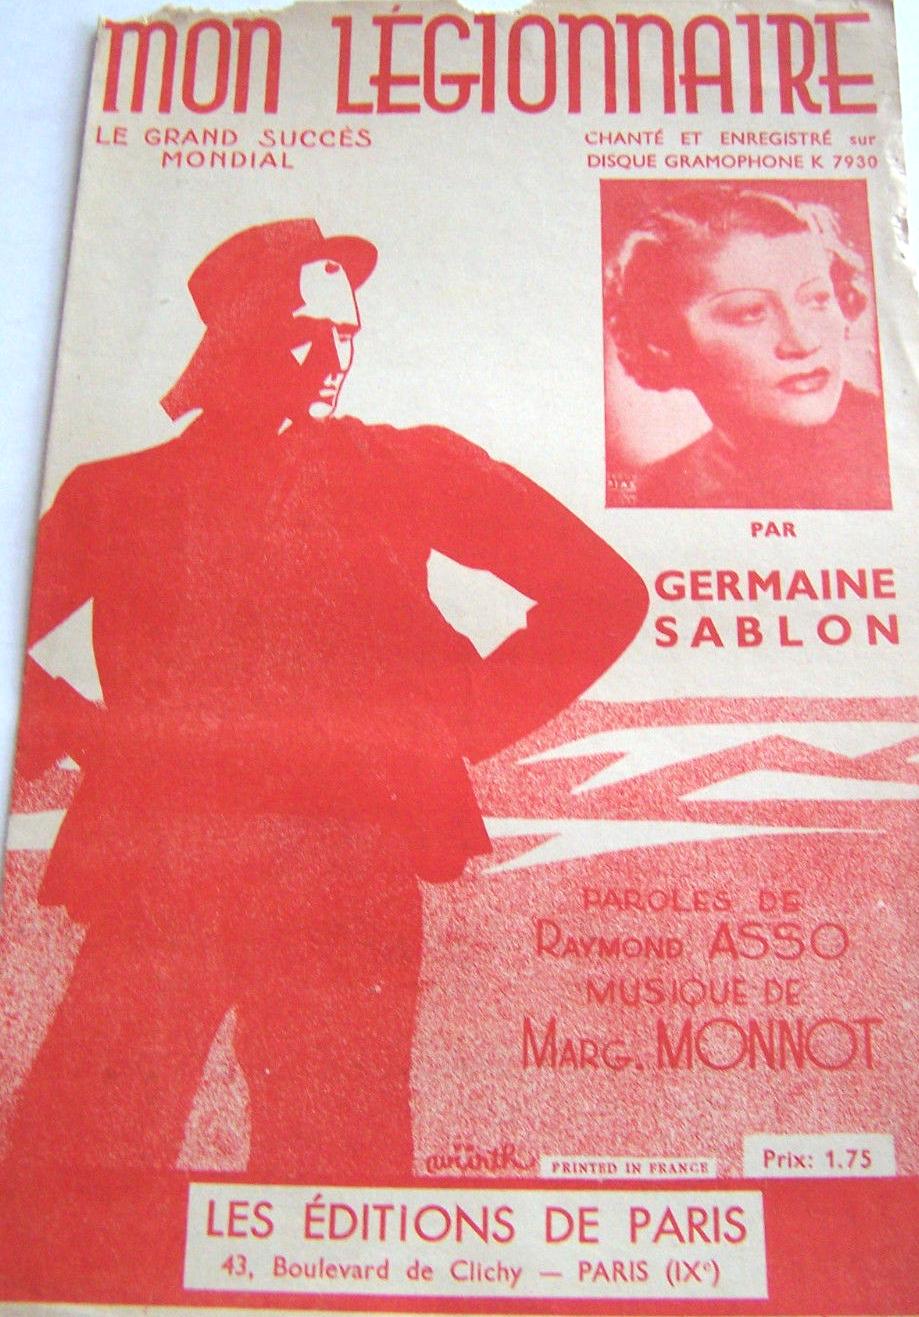 MON LÉGIONNAIRE
LE GRAND SUCCÈS
MONDIAL
CHANTÉ ET ENREGISTRÉ sur
DISQUE GRAMOPHONE K 7930
PAR
GERMAINE
SABLON
PAROLES DE
RAYMOND ASSO
MUSIQUE DE
MARG. MONNOT
würth
PRINTED IN FRANCE
Prix: 1.75
LES ÉDITIONS DE PARIS
43, Boulevard de Clichy — PARIS (IXᵉ)